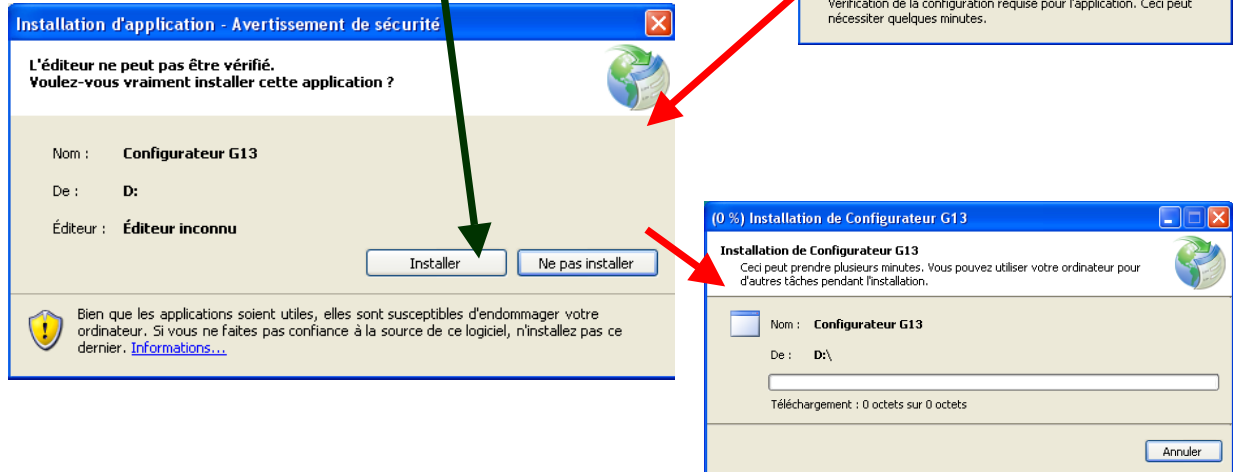 Vérification de la configuration requise pour l'application. Ceci peut
nécessiter quelques minutes.
Installation d'application - Avertissement de sécurité
L'éditeur ne peut pas être vérifié.
Voulez-vous vraiment installer cette application ?
Nom : Configurateur G13
De : D:
Éditeur : Éditeur inconnu
Installer Ne pas installer
Bien que les applications soient utiles, elles sont susceptibles d'endommager votre
ordinateur. Si vous ne faites pas confiance à la source de ce logiciel, n'installez pas ce
dernier. Informations...
(0 %) Installation de Configurateur G13
Installation de Configurateur G13
Ceci peut prendre plusieurs minutes. Vous pouvez utiliser votre ordinateur pour
d'autres tâches pendant l'installation.
Nom : Configurateur G13
De : D:\
Téléchargement : 0 octets sur 0 octets
Annuler